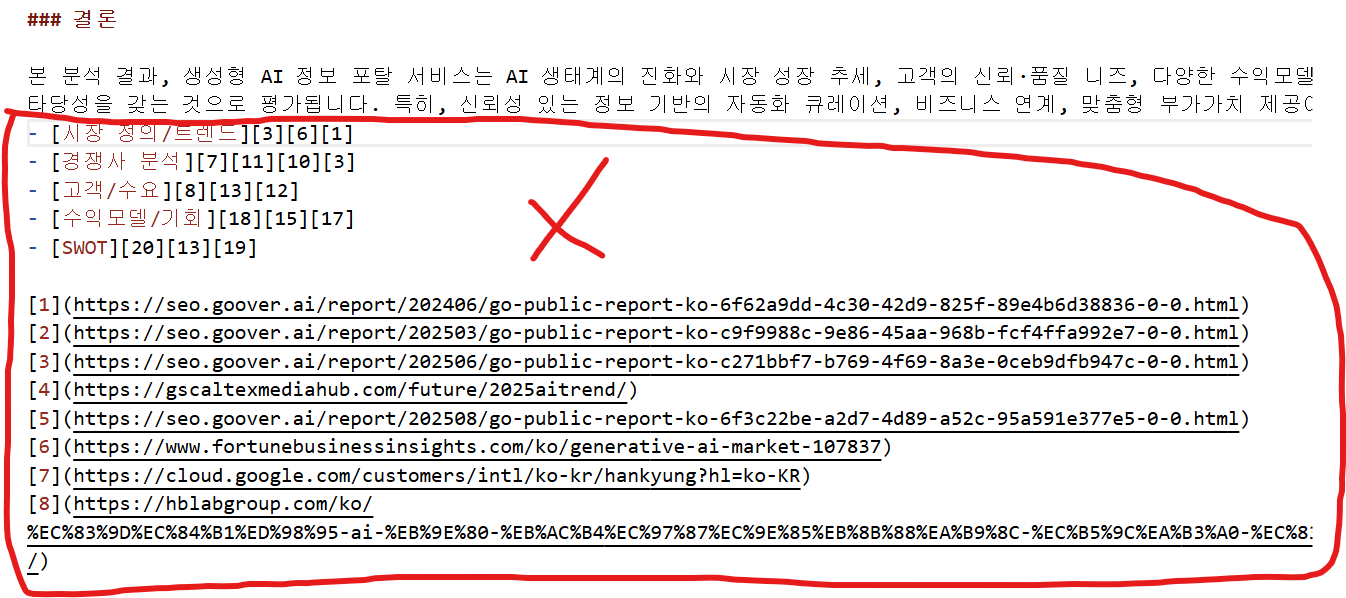 ### 결론
본 분석 결과, 생성형 AI 정보 포탈 서비스는 AI 생태계의 진화와 시장 성장 추세, 고객의 신뢰·품질 니즈, 다양한 수익모델
타당성을 갖는 것으로 평가됩니다. 특히, 신뢰성 있는 정보 기반의 자동화 큐레이션, 비즈니스 연계, 맞춤형 부가가치 제공이
- [시장 정의/트렌드][3][6][1]
- [경쟁사 분석][7][11][10][3]
- [고객/수요][8][13][12]
- [수익모델/기회][18][15][17]
- [SWOT][20][13][19]
[1](https://seo.goover.ai/report/202406/go-public-report-ko-6f62a9dd-4c30-42d9-825f-89e4b6d38836-0-0.html)
[2](https://seo.goover.ai/report/202503/go-public-report-ko-c9f9988c-9e86-45aa-968b-fcf4ffa992e7-0-0.html)
[3](https://seo.goover.ai/report/202506/go-public-report-ko-c271bbf7-b769-4f69-8a3e-0ceb9dfb947c-0-0.html)
[4](https://gscaltexmediahub.com/future/2025aitrend/)
[5](https://seo.goover.ai/report/202508/go-public-report-ko-6f3c22be-a2d7-4d89-a52c-95a591e377e5-0-0.html)
[6](https://www.fortunebusinessinsights.com/ko/generative-ai-market-107837)
[7](https://cloud.google.com/customers/intl/ko-kr/hankyung?hl=ko-KR)
[8](https://hblabgroup.com/ko/
%EC%83%9D%EC%84%B1%ED%98%95-ai-%EB%9E%80-%EB%AC%B4%EC%97%87%EC%9E%85%EB%8B%88%EA%B9%8C-%EC%B5%9C%EA%B3%A0-%EC%8
/)